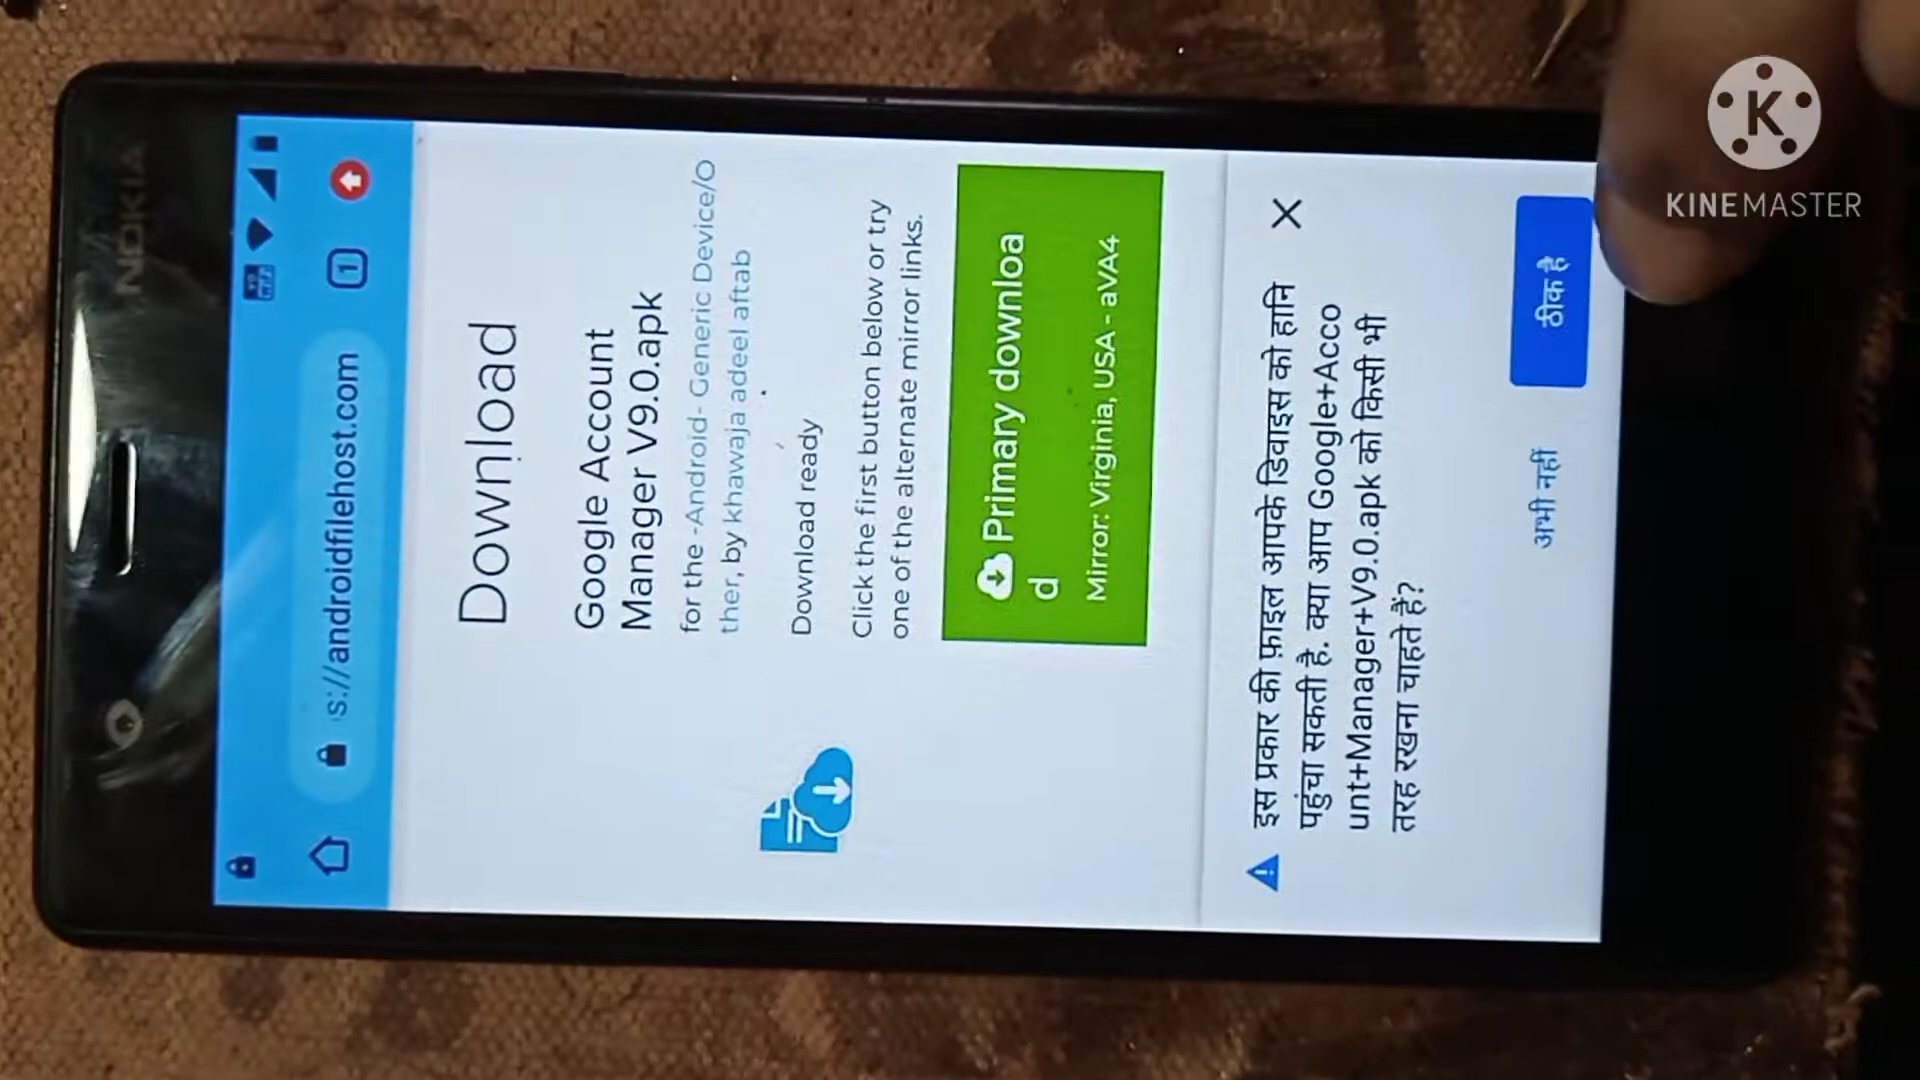 NOKIA
1
s://androidfilehost.com
Download
Google Account
Manager V9.0.apk
for the -Android- Generic Device/O
ther, by khawaja adeel aftab
Download ready
Click the first button below or try
one of the alternate mirror links.
Primary downloa
d
Mirror: Virginia, USA - aVA4
इस प्रकार की फ़ाइल आपके डिवाइस को हानि
पहुंचा सकती है. क्या आप Google+Acco
unt+Manager+V9.0.apk को किसी भी
तरह रखना चाहते हैं?
अभी नहीं
ठीक है
K
KINEMASTER